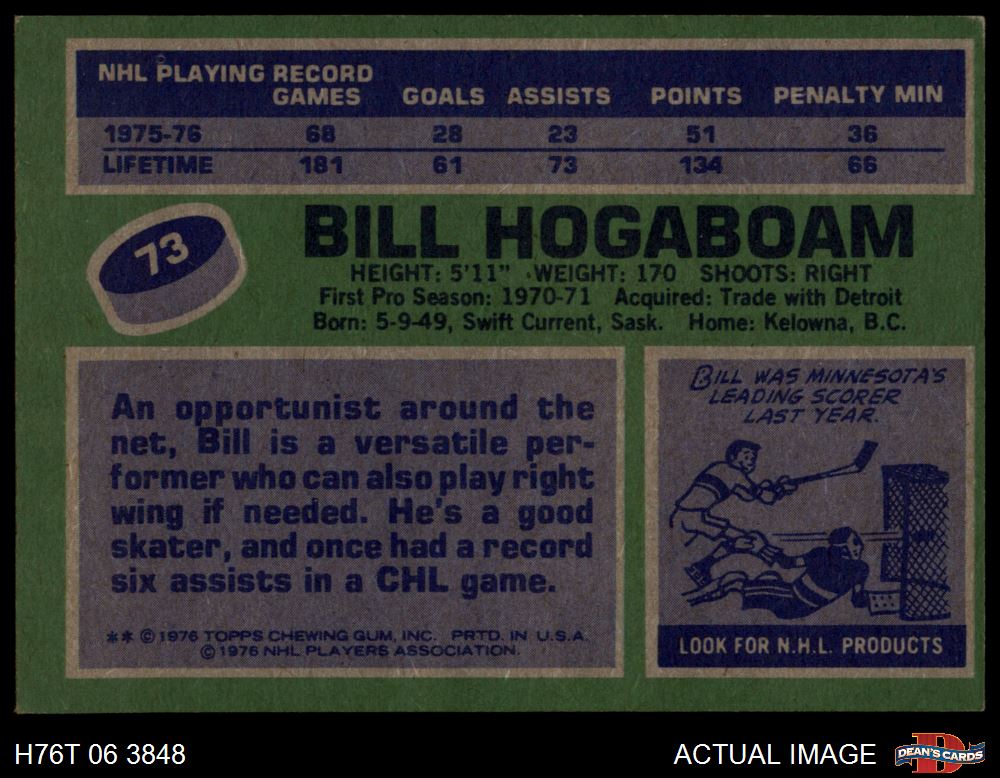 NHL PLAYING RECORD
GAMES GOALS ASSISTS POINTS PENALTY MIN
1975-76 68 28 23 51 36
LIFETIME 181 61 73 134 66
73
BILL HOGABOAM
HEIGHT: 5'11" WEIGHT: 170 SHOOTS: RIGHT
First Pro Season: 1970-71 Acquired: Trade with Detroit
Born: 5-9-49, Swift Current, Sask. Home: Kelowna, B.C.
An opportunist around the
net, Bill is a versatile per-
former who can also play right
wing if needed. He's a good
skater, and once had a record
six assists in a CHL game.
** © 1976 TOPPS CHEWING GUM, INC. PRTD. IN U.S.A.
© 1976 NHL PLAYERS ASSOCIATION.
BILL WAS MINNESOTA'S
LEADING SCORER
LAST YEAR.
LOOK FOR N.H.L. PRODUCTS
H76T 06 3848
ACTUAL IMAGE
D
DEAN'S CARDS